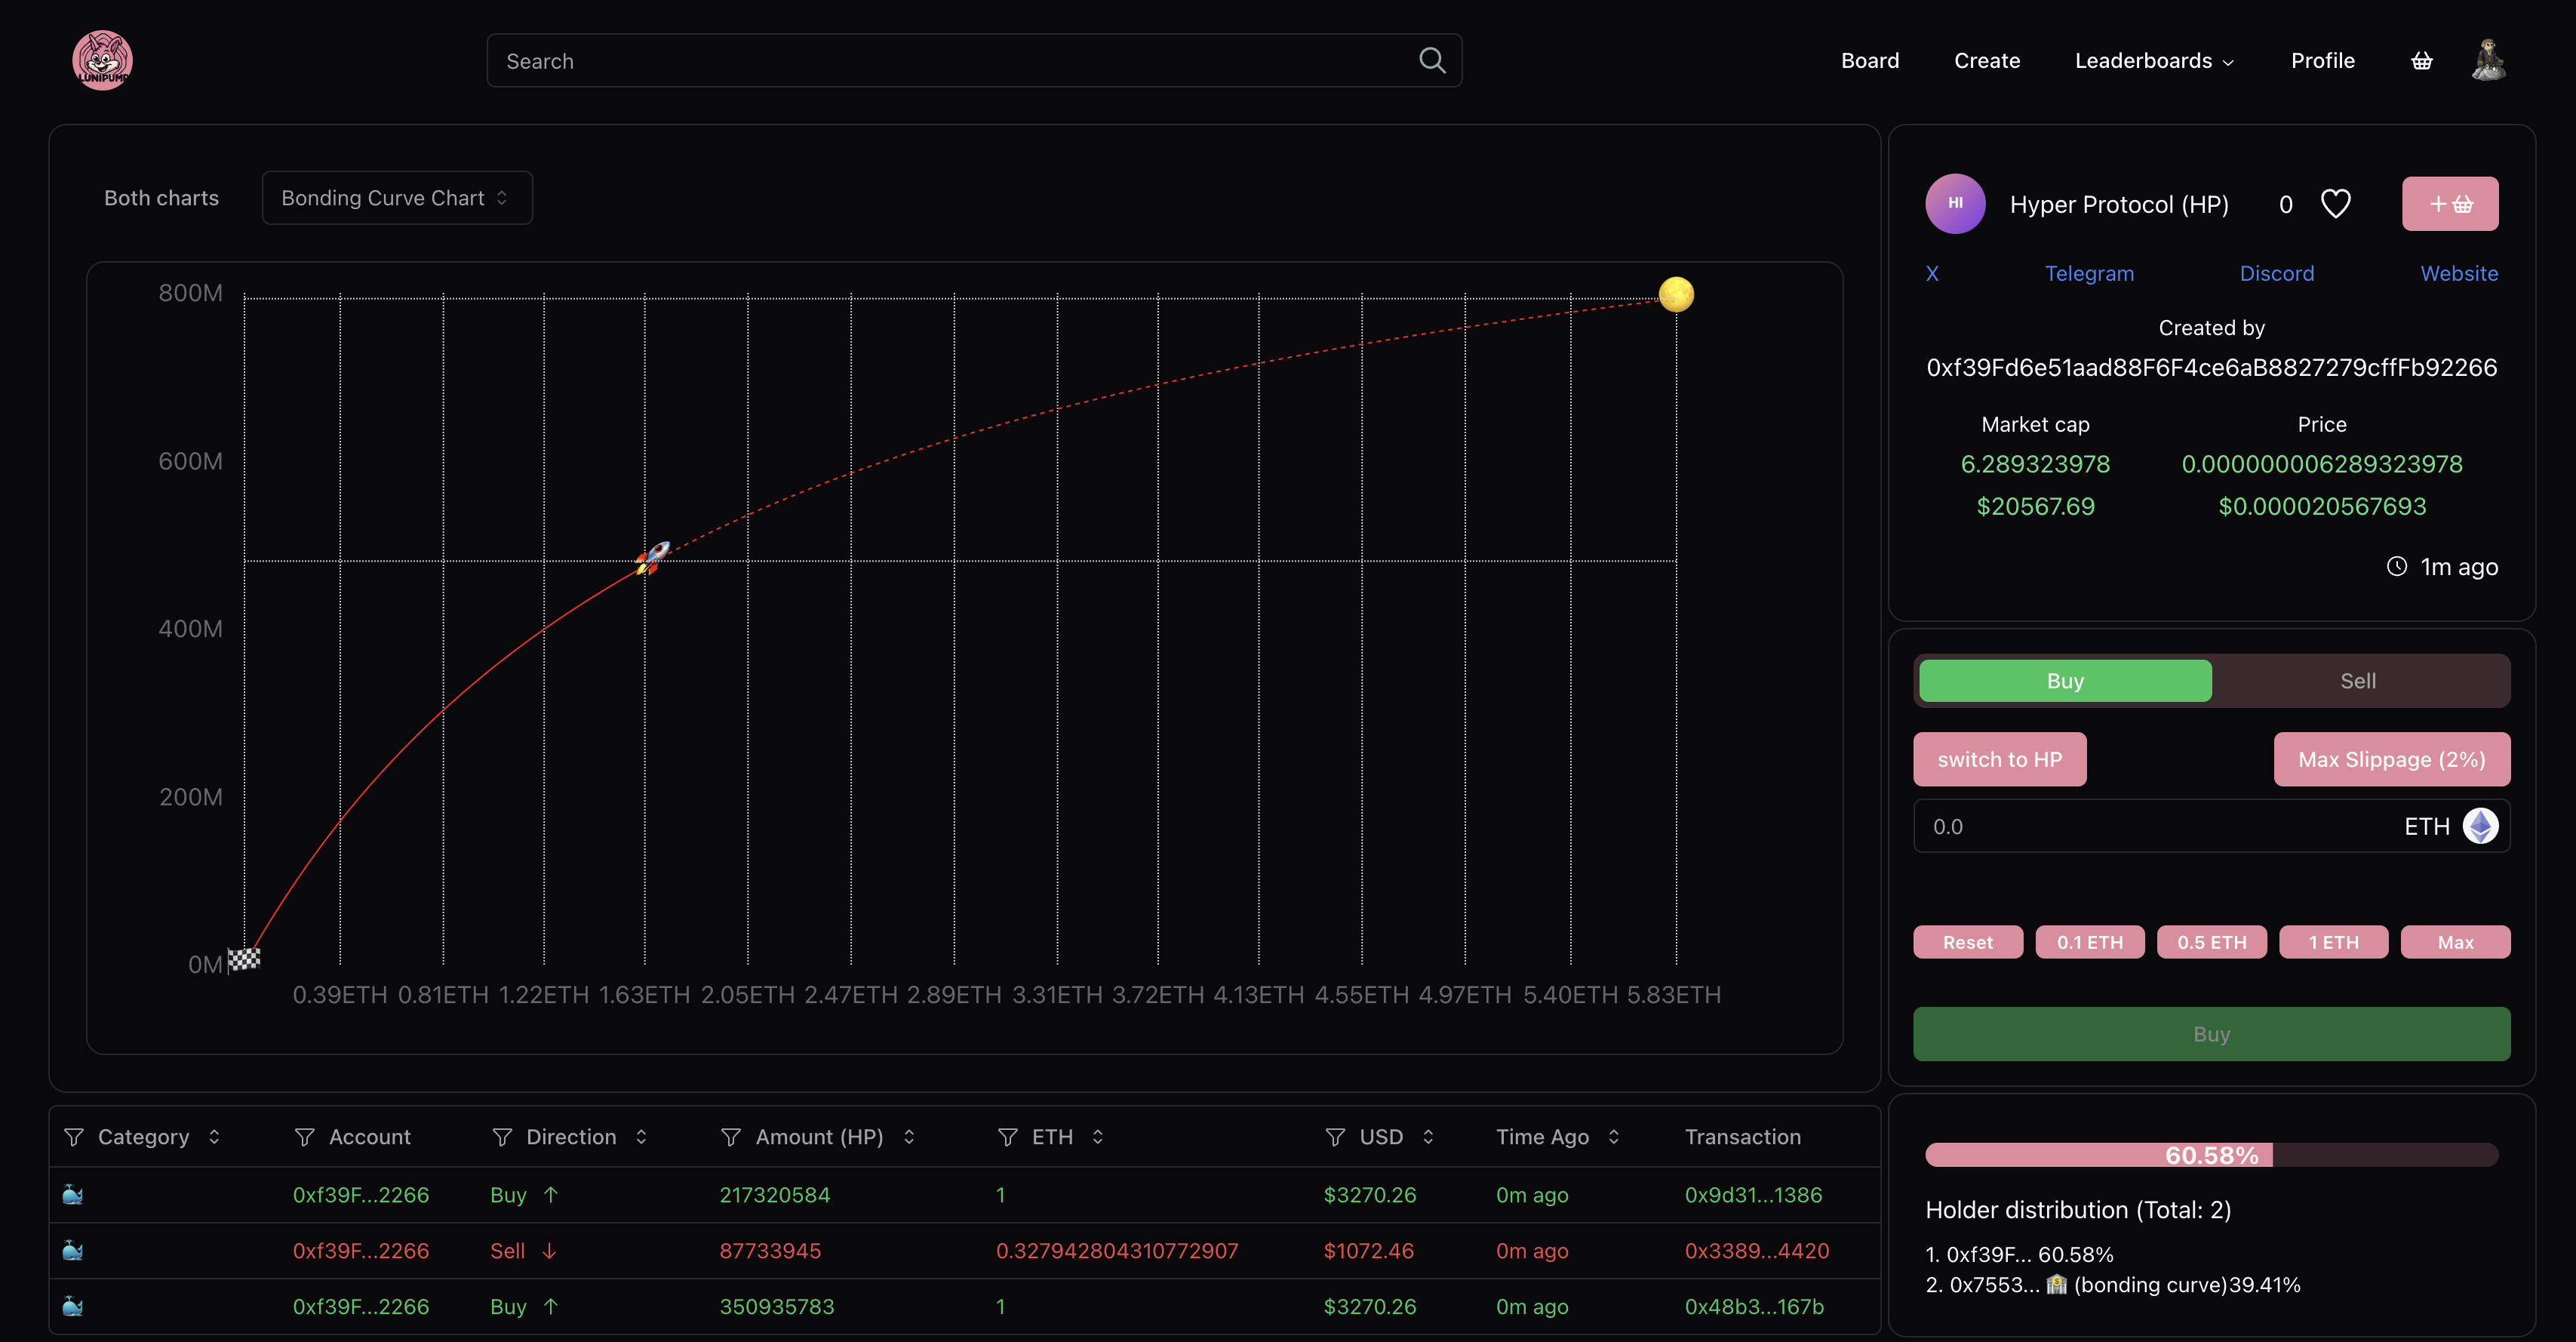 LUNIPUMP
Search
Board Create Leaderboards Profile
Both charts Bonding Curve Chart
800M
600M
400M
200M
0M
0.39ETH 0.81ETH 1.22ETH 1.63ETH 2.05ETH 2.47ETH 2.89ETH 3.31ETH 3.72ETH 4.13ETH 4.55ETH 4.97ETH 5.40ETH 5.83ETH
HI Hyper Protocol (HP) 0 +
X Telegram Discord Website
Created by
0xf39Fd6e51aad88F6F4ce6aB8827279cffFb92266
Market cap Price
6.289323978 0.000000006289323978
$20567.69 $0.000020567693
1m ago
Buy Sell
switch to HP Max Slippage (2%)
0.0 ETH
Reset 0.1 ETH 0.5 ETH 1 ETH Max
Buy
Category Account Direction Amount (HP) ETH USD Time Ago Transaction
0xf39F...2266 Buy ↑ 217320584 1 $3270.26 0m ago 0x9d31...1386
0xf39F...2266 Sell ↓ 87733945 0.327942804310772907 $1072.46 0m ago 0x3389...4420
0xf39F...2266 Buy ↑ 350935783 1 $3270.26 0m ago 0x48b3...167b
60.58%
Holder distribution (Total: 2)
1. 0xf39F... 60.58%
2. 0x7553... 🏦 (bonding curve)39.41%